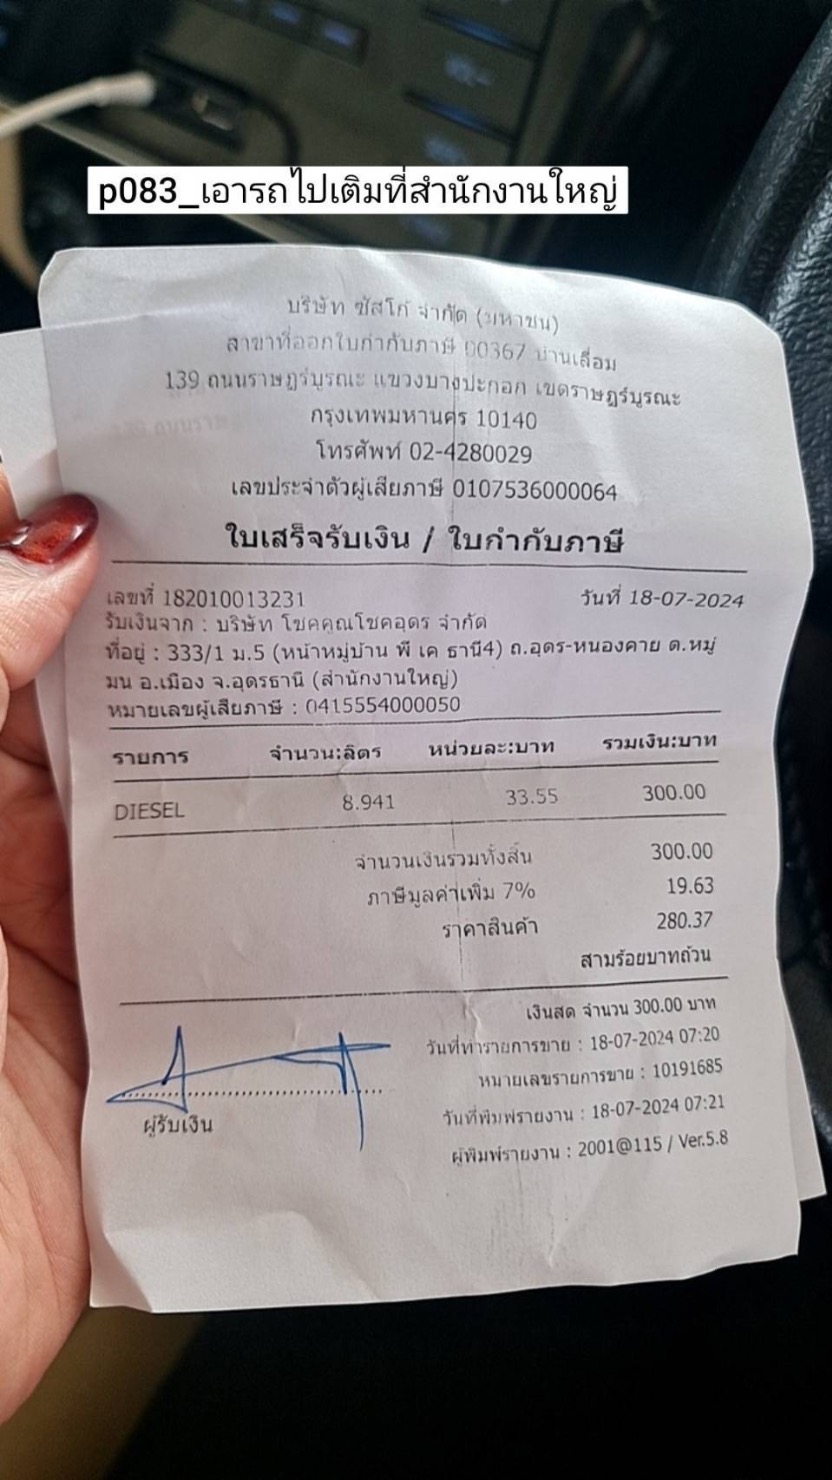 p083_เอารถไปเติมที่สำนักงานใหญ่
บริษัท ซัสโก้ จำกัด (มหาชน)
สาขาที่ออกใบกำกับภาษี 00367 บ้านเลื่อม
139 ถนนราษฎร์บูรณะ แขวงบางปะกอก เขตราษฎร์บูรณะ
กรุงเทพมหานคร 10140
โทรศัพท์ 02-4280029
เลขประจำตัวผู้เสียภาษี 0107536000064
ใบเสร็จรับเงิน / ใบกำกับภาษี
เลขที่ 182010013231 วันที่ 18-07-2024
รับเงินจาก : บริษัท โชคคูณโชคอุดร จำกัด
ที่อยู่ : 333/1 ม.5 (หน้าหมู่บ้าน พี เค ธานี4) ถ.อุดร-หนองคาย ต.หมู่
มน อ.เมือง จ.อุดรธานี (สำนักงานใหญ่)
หมายเลขผู้เสียภาษี : 0415554000050
รายการ จำนวน:ลิตร หน่วยละ:บาท รวมเงิน:บาท
DIESEL 8.941 33.55 300.00
จำนวนเงินรวมทั้งสิ้น 300.00
ภาษีมูลค่าเพิ่ม 7% 19.63
ราคาสินค้า 280.37
สามร้อยบาทถ้วน
เงินสด จำนวน 300.00 บาท
วันที่ทำรายการขาย : 18-07-2024 07:20
หมายเลขรายการขาย : 10191685
วันที่พิมพ์รายงาน : 18-07-2024 07:21
ผู้รับเงิน
ผู้พิมพ์รายงาน : 2001@115 / Ver.5.8